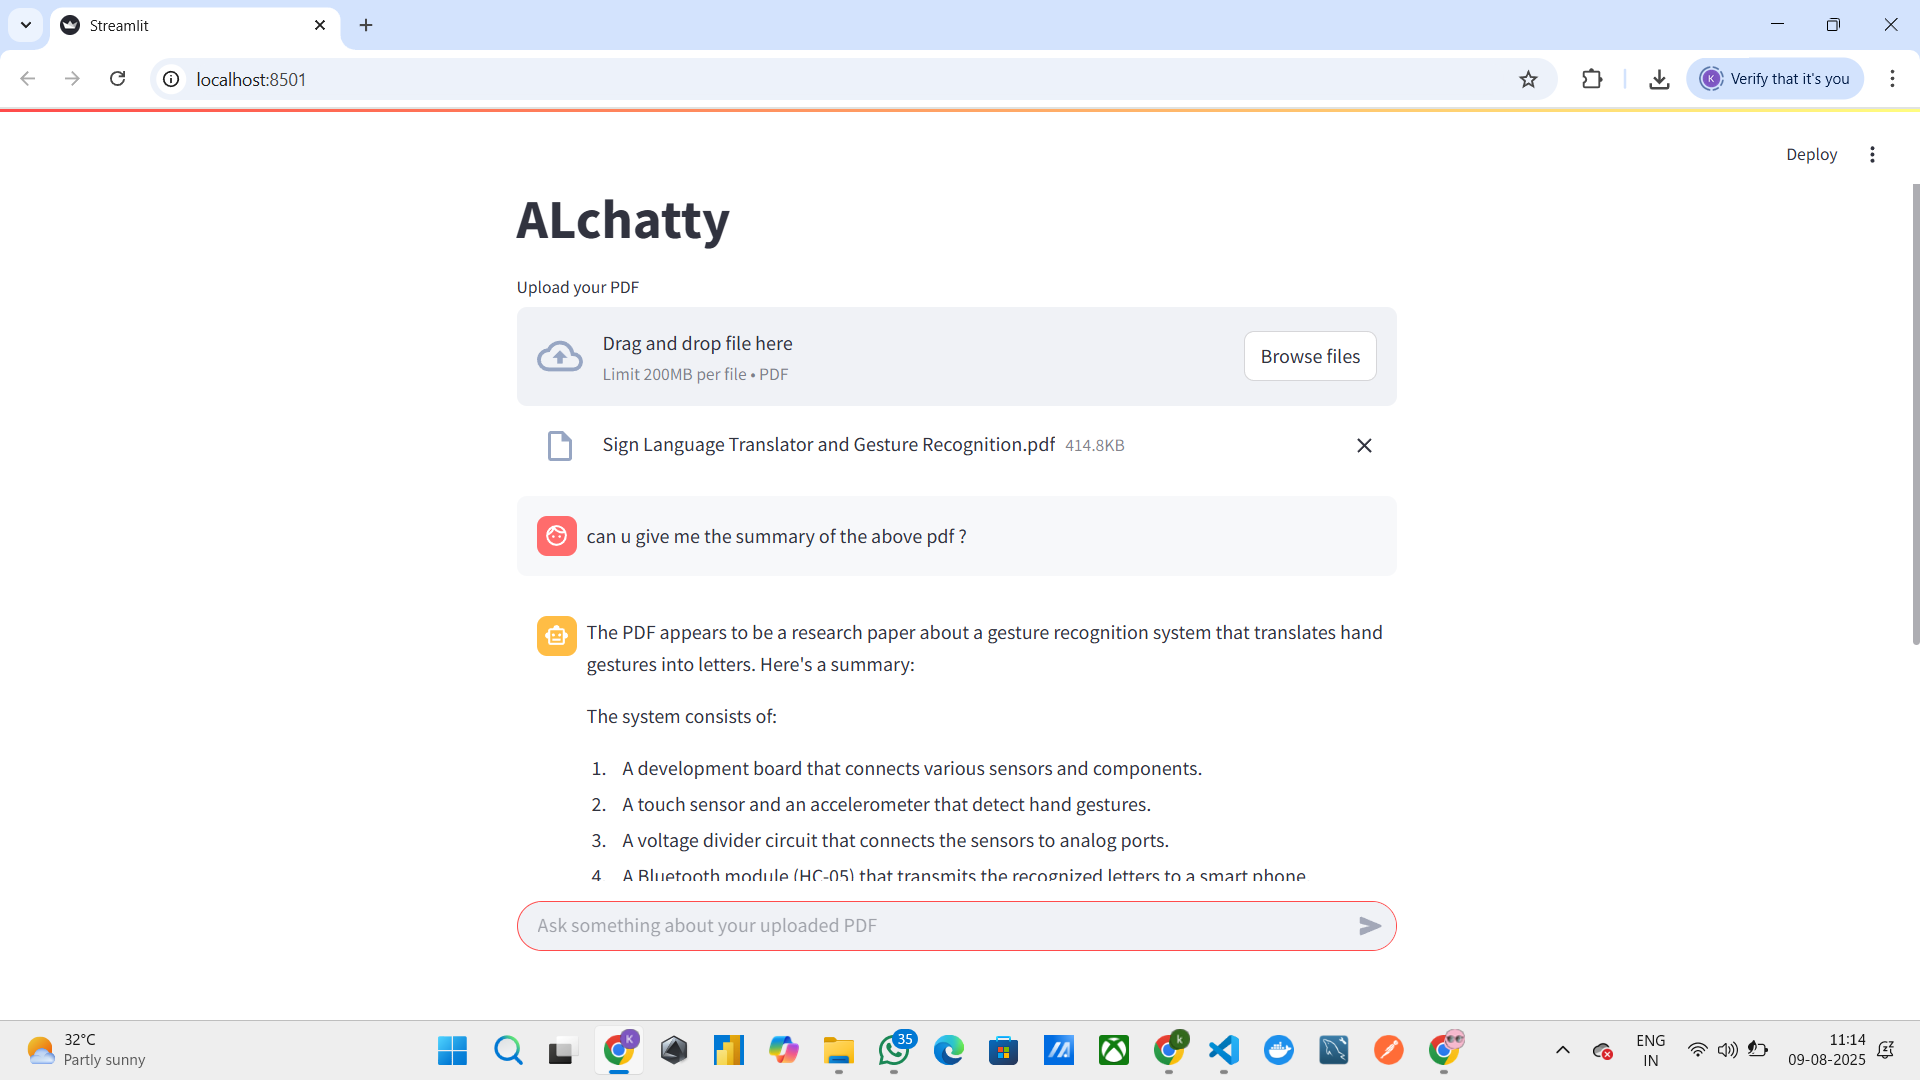 Streamlit
localhost:8501
Verify that it's you
K
Deploy
ALchatty
Upload your PDF
Drag and drop file here
Limit 200MB per file • PDF
Browse files
Sign Language Translator and Gesture Recognition.pdf 414.8KB
can u give me the summary of the above pdf ?
The PDF appears to be a research paper about a gesture recognition system that translates hand
gestures into letters. Here's a summary:
The system consists of:
1. A development board that connects various sensors and components.
2. A touch sensor and an accelerometer that detect hand gestures.
3. A voltage divider circuit that connects the sensors to analog ports.
4 A Bluetooth module (HC-05) that transmits the recognized letters to a smart phone
Ask something about your uploaded PDF
32°C
Partly sunny
K
35
k
ENG
IN
11:14
09-08-2025